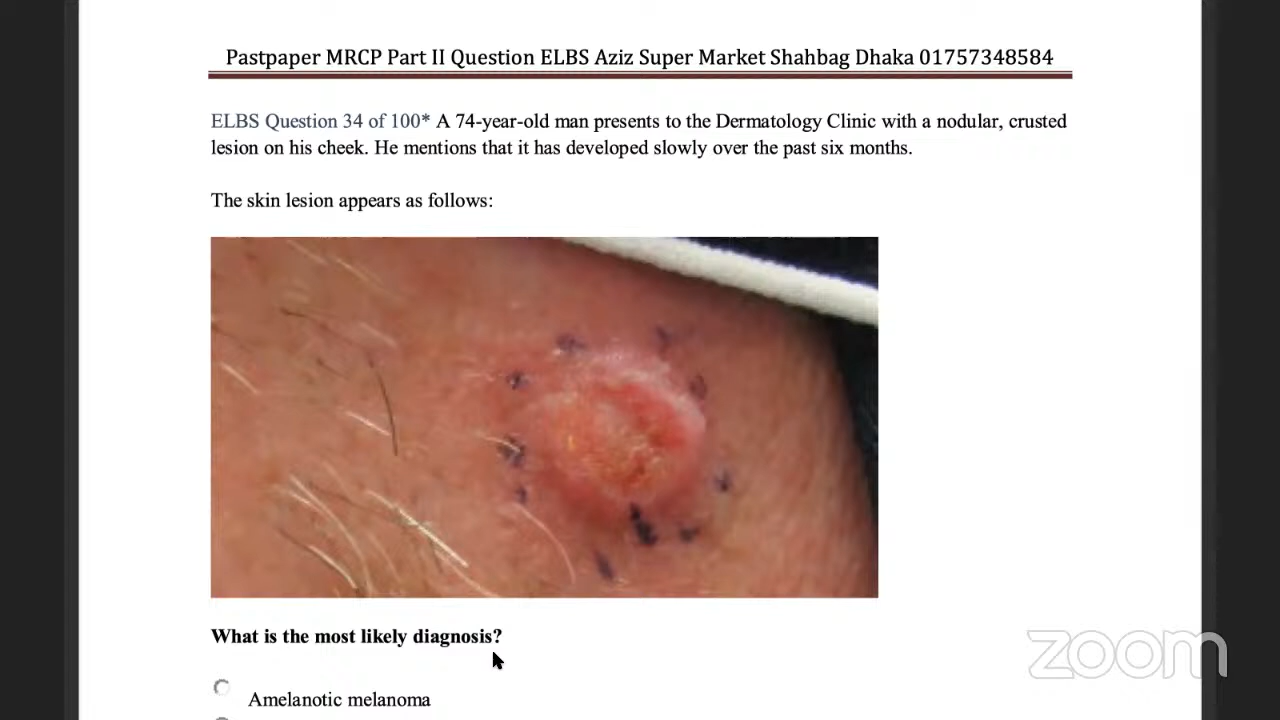 Pastpaper MRCP Part II Question ELBS Aziz Super Market Shahbag Dhaka 01757348584
ELBS Question 34 of 100* A 74-year-old man presents to the Dermatology Clinic with a nodular, crusted
lesion on his cheek. He mentions that it has developed slowly over the past six months.
The skin lesion appears as follows:
What is the most likely diagnosis?
Amelanotic melanoma
zoom